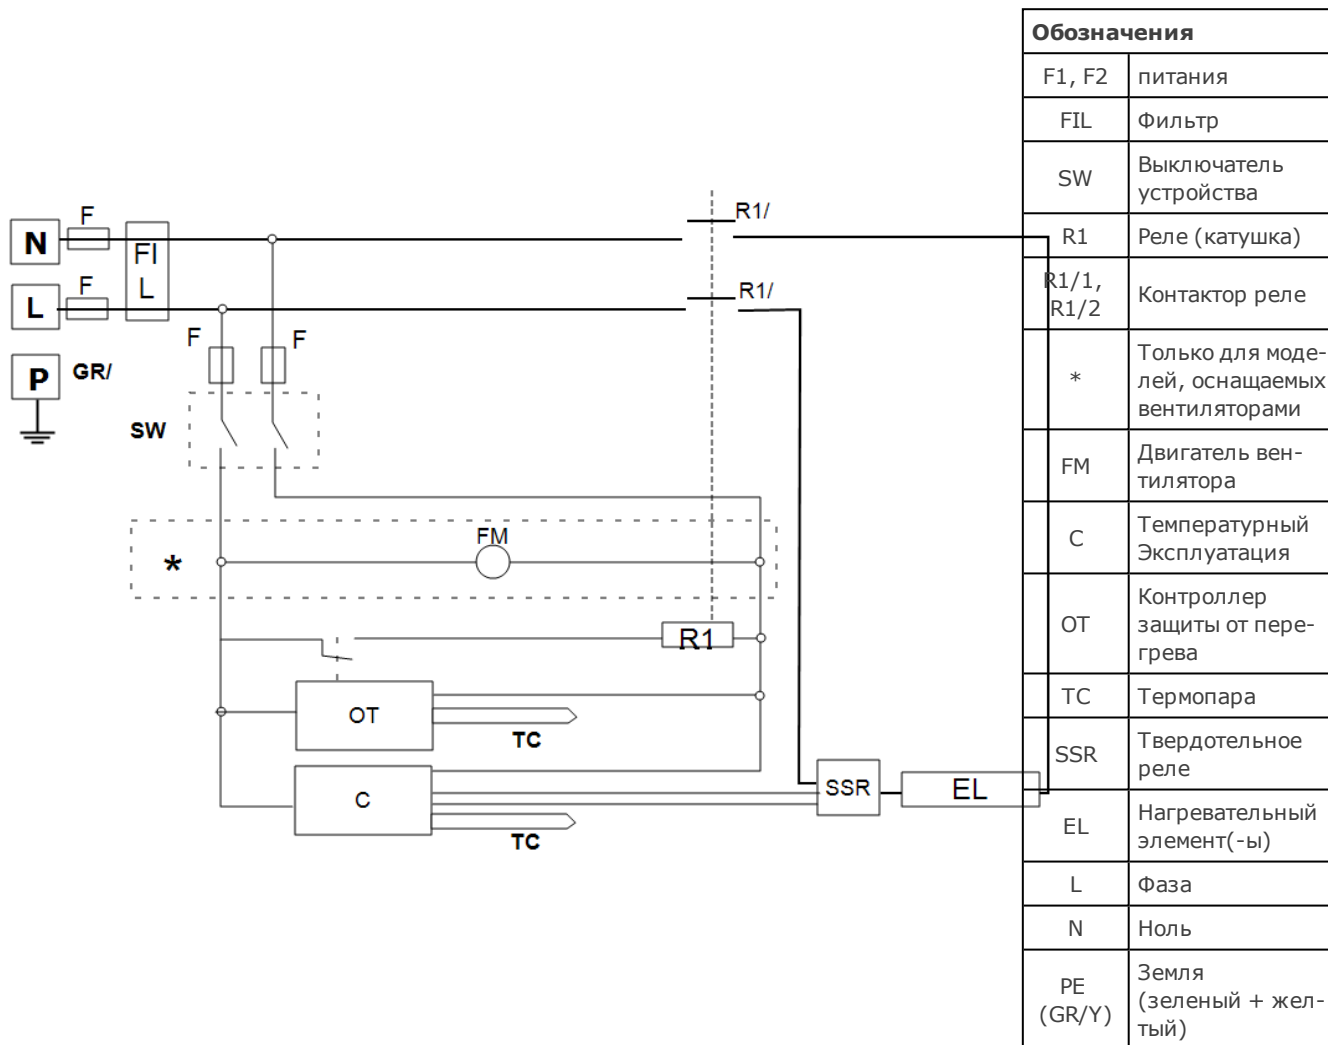 Обозначения
F1, F2 питания
FIL Фильтр
SW Выключатель
устройства
R1 Реле (катушка)
R1/1,
R1/2 Контактор реле
* Только для моде-
лей, оснащаемых
вентиляторами
FM Двигатель вен-
тилятора
C Температурный
Эксплуатация
OT Контроллер
защиты от пере-
грева
TC Термопара
SSR Твердотельное
реле
EL Нагревательный
элемент(-ы)
L Фаза
N Ноль
PE
(GR/Y) Земля
(зеленый + жел-
тый)
F
N
FI
L
R1/
F
L
R1/
F
F
P
GR/
SW
FM
*
R1
OT
TC
C
TC
SSR
EL